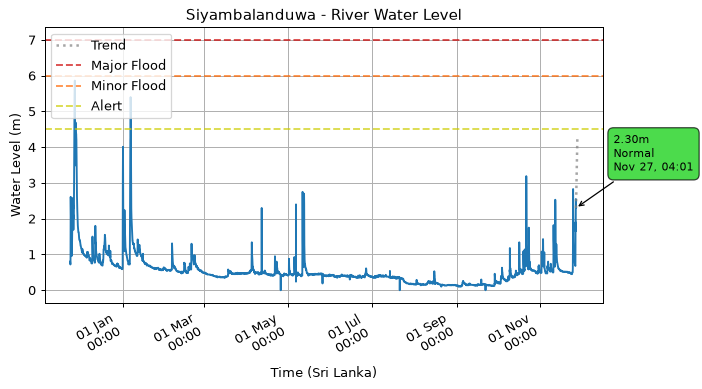 Siyambalanduwa - River Water Level
Trend
Major Flood
Minor Flood
Alert
Water Level (m)
7
6
5
4
3
2
1
0
2.30m
Normal
Nov 27, 04:01
01 Jan
00:00
01 Mar
00:00
01 May
00:00
01 Jul
00:00
01 Sep
00:00
01 Nov
00:00
Time (Sri Lanka)